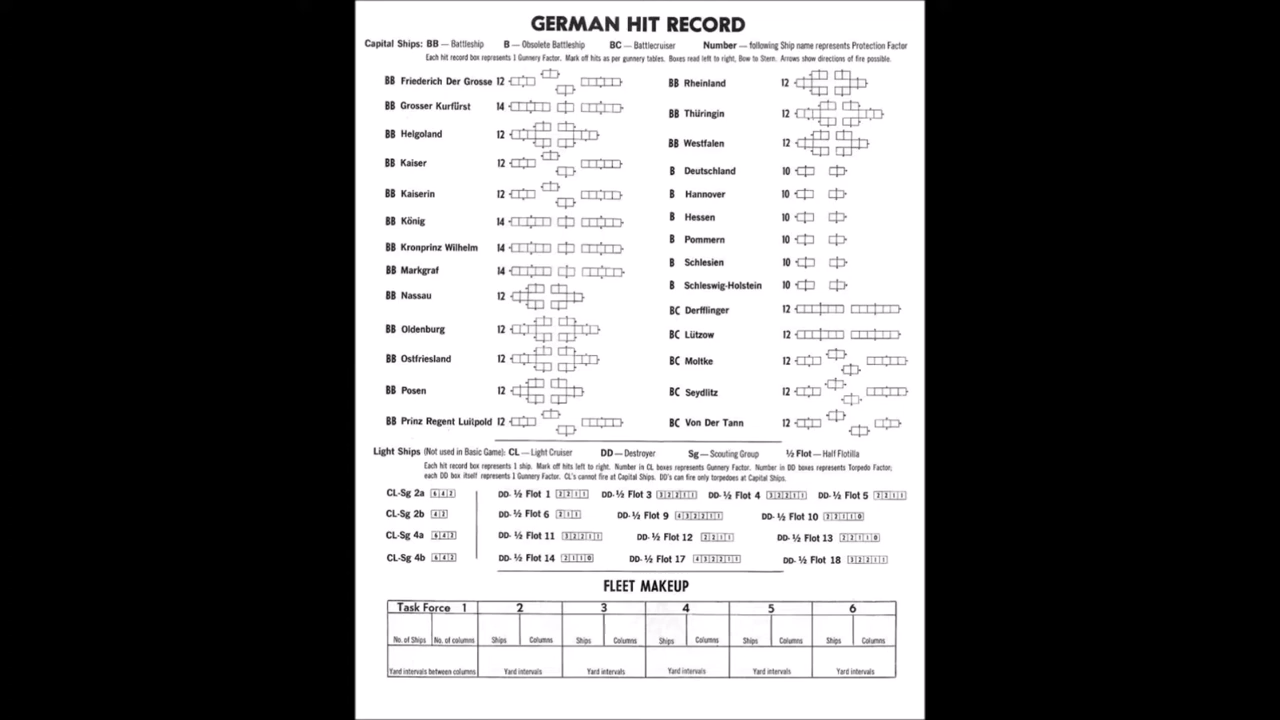 GERMAN HIT RECORD
Capital Ships: BB — Battleship B — Obsolete Battleship BC — Battlecruiser Number — following Ship name represents Protection Factor
Each hit record box represents 1 Gunnery Factor. Mark off hits as per gunnery tables. Boxes read left to right, Bow to Stern. Arrows show directions of fire possible.
BB Friederich Der Grosse 12
BB Grosser Kurfürst 14
BB Helgoland 12
BB Kaiser 12
BB Kaiserin 12
BB König 14
BB Kronprinz Wilhelm 14
BB Markgraf 14
BB Nassau 12
BB Oldenburg 12
BB Ostfriesland 12
BB Posen 12
BB Prinz Regent Luitpold 12
BB Rheinland 12
BB Thüringin 12
BB Westfalen 12
B Deutschland 10
B Hannover 10
B Hessen 10
B Pommern 10
B Schlesien 10
B Schleswig-Holstein 10
BC Derfflinger 12
BC Lützow 12
BC Moltke 12
BC Seydlitz 12
BC Von Der Tann 12
Light Ships (Not used in Basic Game): CL — Light Cruiser DD — Destroyer Sg — Scouting Group ½ Flot — Half Flotilla
Each hit record box represents 1 ship. Mark off hits left to right. Number in CL boxes represents Gunnery Factor. Number in DD boxes represents Torpedo Factor;
each DD box itself represents 1 Gunnery Factor. CL's cannot fire at Capital Ships. DD's can fire only torpedoes at Capital Ships.
CL-Sg 2a 6 4 2 DD- ½ Flot 1 DD- ½ Flot 3 DD- ½ Flot 4 DD- ½ Flot 5
CL-Sg 2b 4 2 DD- ½ Flot 6 DD- ½ Flot 9 DD- ½ Flot 10
CL-Sg 4a DD- ½ Flot 11 DD- ½ Flot 12 DD- ½ Flot 13
CL-Sg 4b DD- ½ Flot 14 DD- ½ Flot 17 DD- ½ Flot 18
FLEET MAKEUP
Task Force 1 2 3 4 5 6
No. of Ships No. of columns Ships Columns Ships Columns Ships Columns Ships Columns Ships Columns
Yard intervals between columns Yard intervals Yard intervals Yard intervals Yard intervals Yard intervals